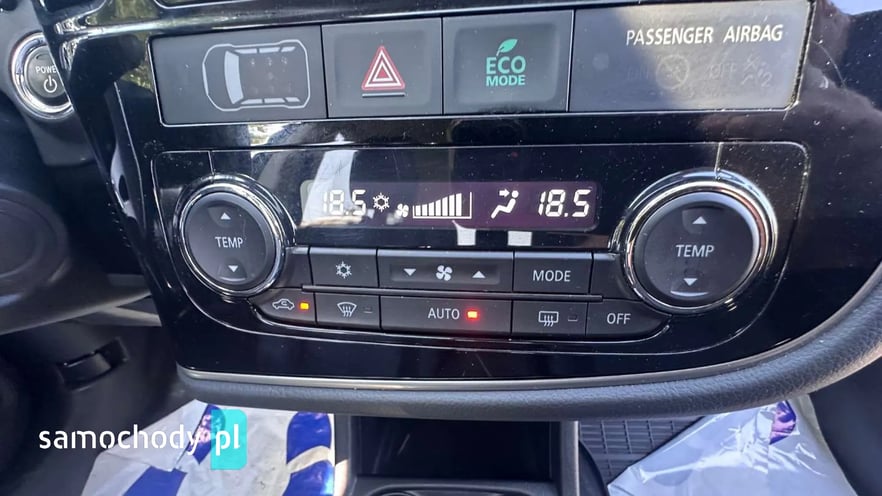 POWER
ECO
MODE
PASSENGER AIRBAG
18.5 18.5
TEMP
TEMP
MODE
AUTO
OFF
samochody pl